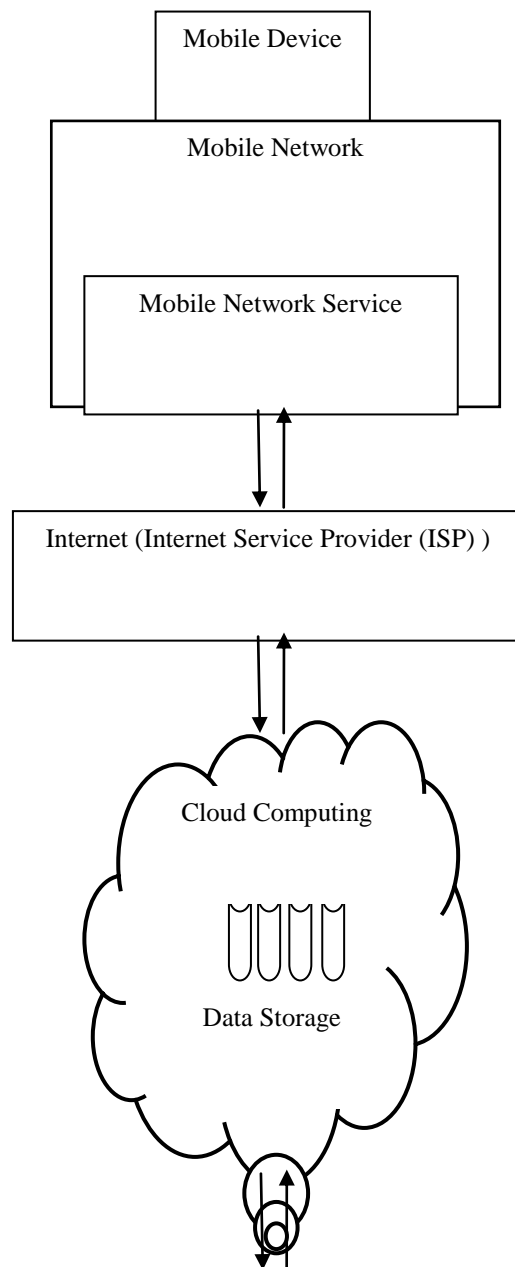 Mobile Device
Mobile Network
Mobile Network Service
Internet (Internet Service Provider (ISP) )
Cloud Computing
Data Storage